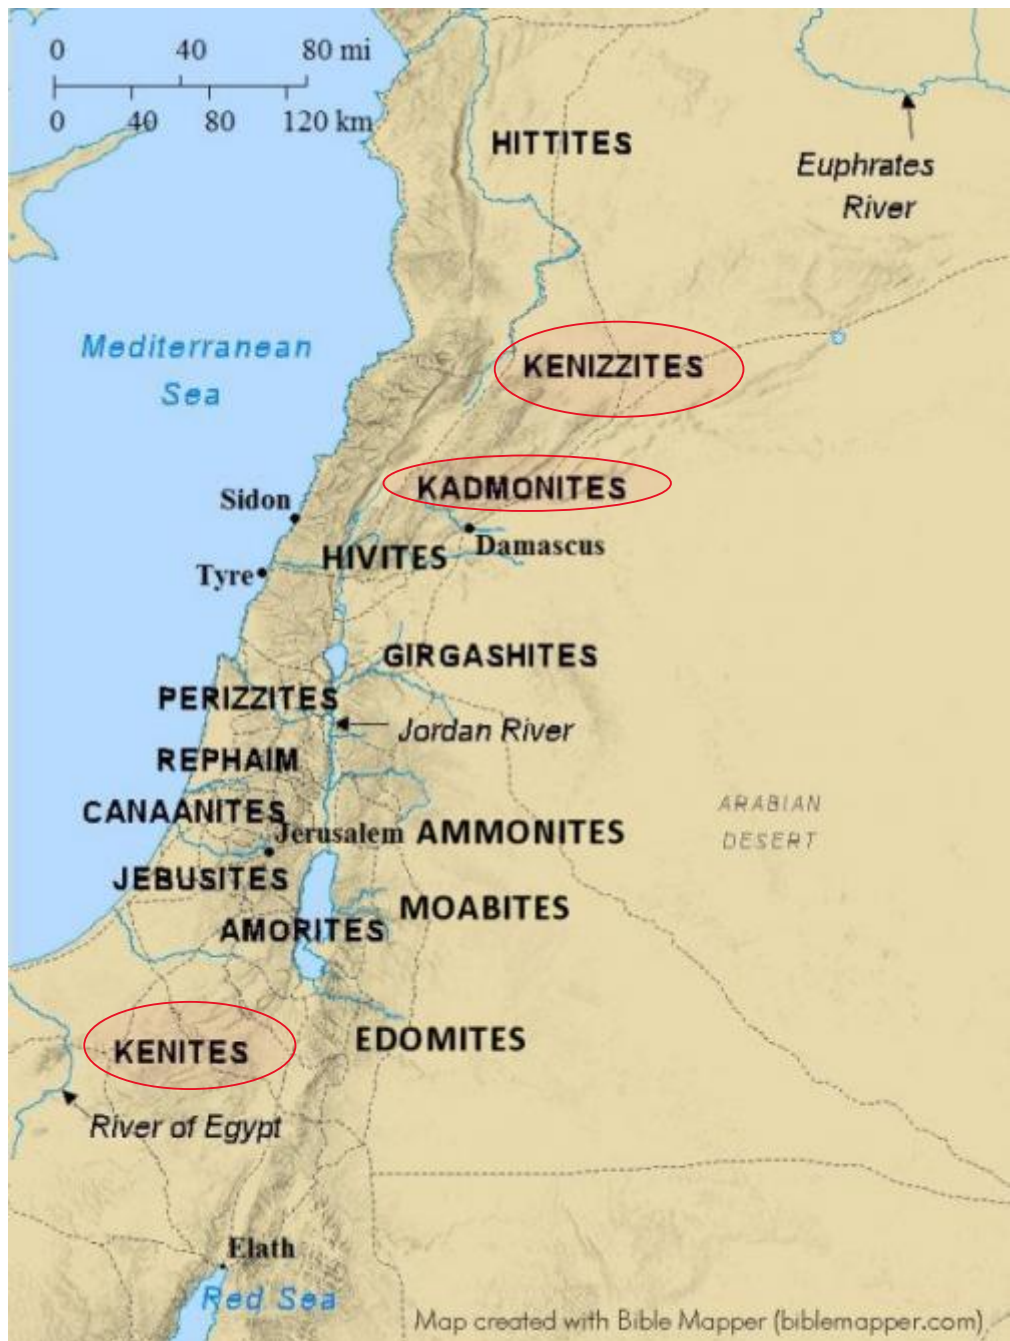 0 40 80 mi
0 40 80 120 km
HITTITES
Euphrates
River
Mediterranean
Sea
KENIZZITES
KADMONITES
Sidon
Damascus
HIVITES
Tyre
GIRGASHITES
PERIZZITES
Jordan River
REPHAIM
CANAANITES
ARABIAN
DESERT
Jerusalem
AMMONITES
JEBUSITES
MOABITES
AMORITES
EDOMITES
KENITES
River of Egypt
Elath
Red Sea
Map created with Bible Mapper (biblemapper.com)